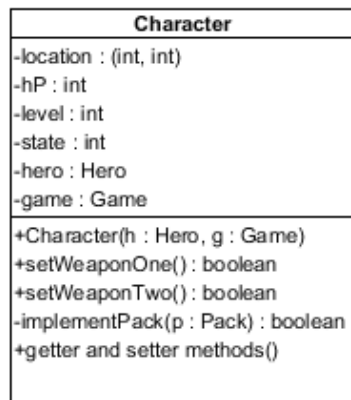 Character
-location : (int, int)
-hP : int
-level : int
-state : int
-hero : Hero
-game : Game
+Character(h : Hero, g : Game)
+setWeaponOne() : boolean
+setWeaponTwo() : boolean
-implementPack(p : Pack) : boolean
+getter and setter methods()